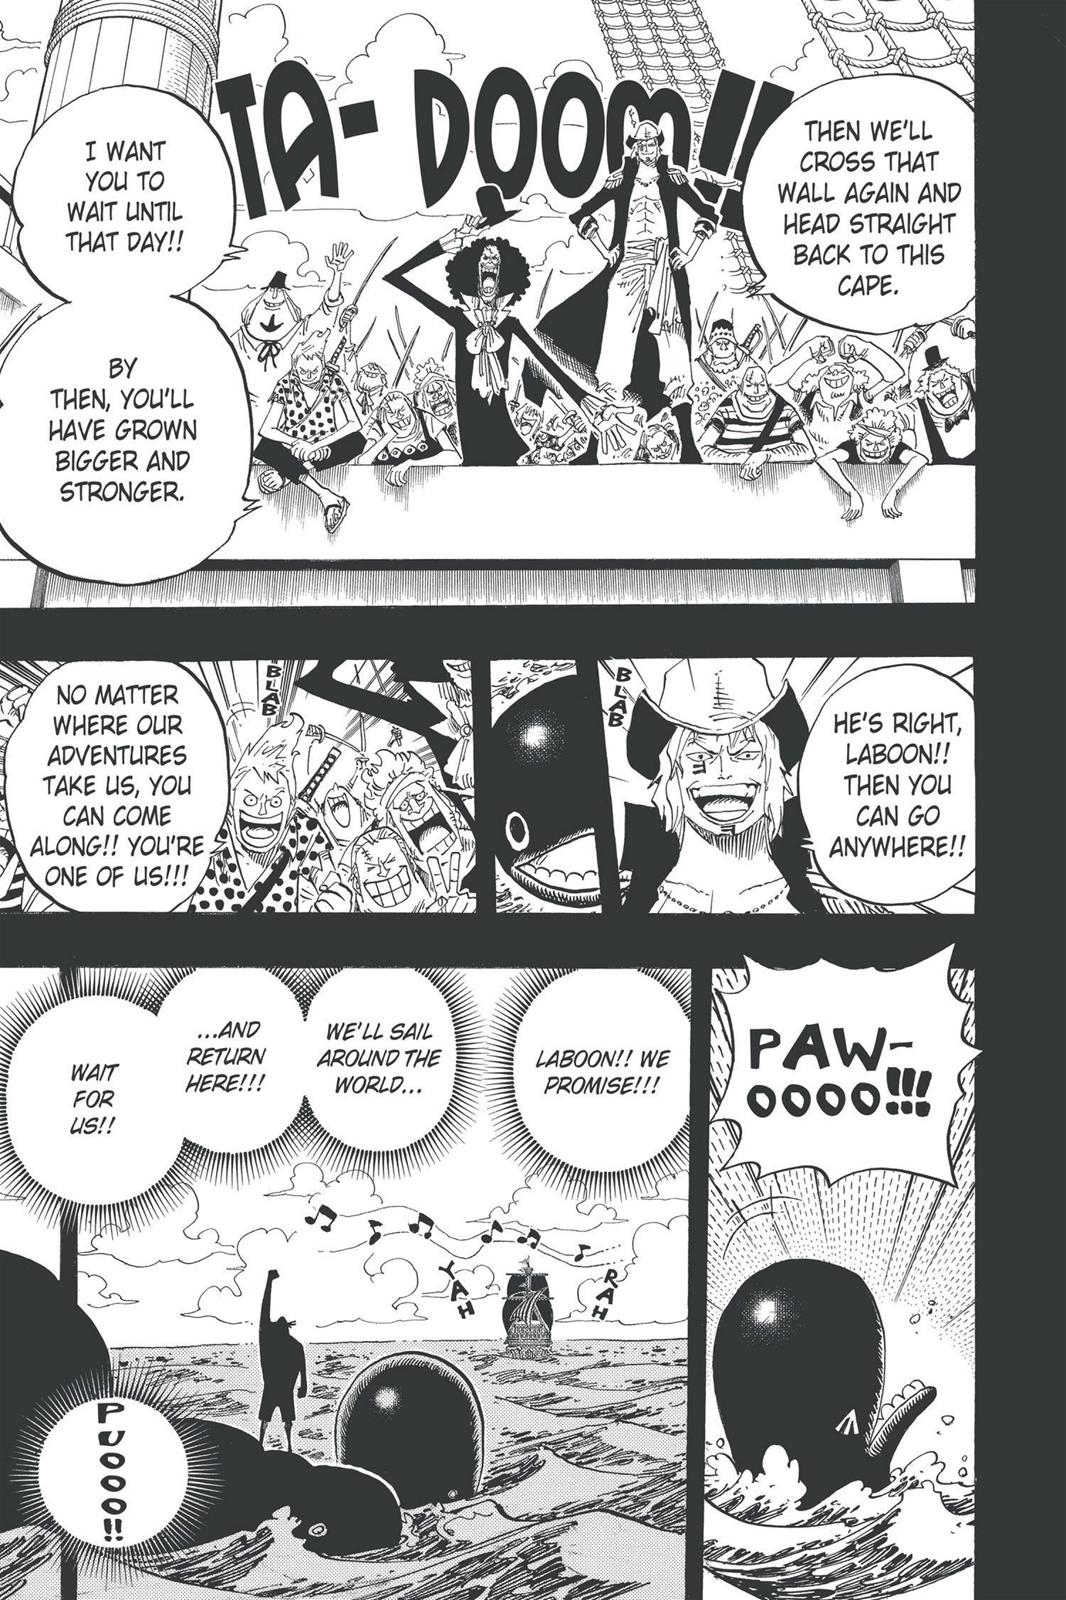 THEN WE'LL
CROSS THAT
WALL AGAIN AND
HEAD STRAIGHT
BACK TO THIS
CAPE.
TA-DOOM!!
I WANT
YOU TO
WAIT UNTIL
THAT DAY!!
BY
THEN, YOU'LL
HAVE GROWN
BIGGER AND
STRONGER.
HE'S RIGHT,
LABOON!!
THEN YOU
CAN GO
ANYWHERE!!
BLAB
BLAB
NO MATTER
WHERE OUR
ADVENTURES
TAKE US, YOU
CAN COME
ALONG!! YOU'RE
ONE OF US!!!
PAW-
OOOO!!!
LABOON!! WE
PROMISE!!!
WE'LL SAIL
AROUND THE
WORLD...
...AND
RETURN
HERE!!!
WAIT
FOR
US!!
RAH
YAH
PUOOO!!